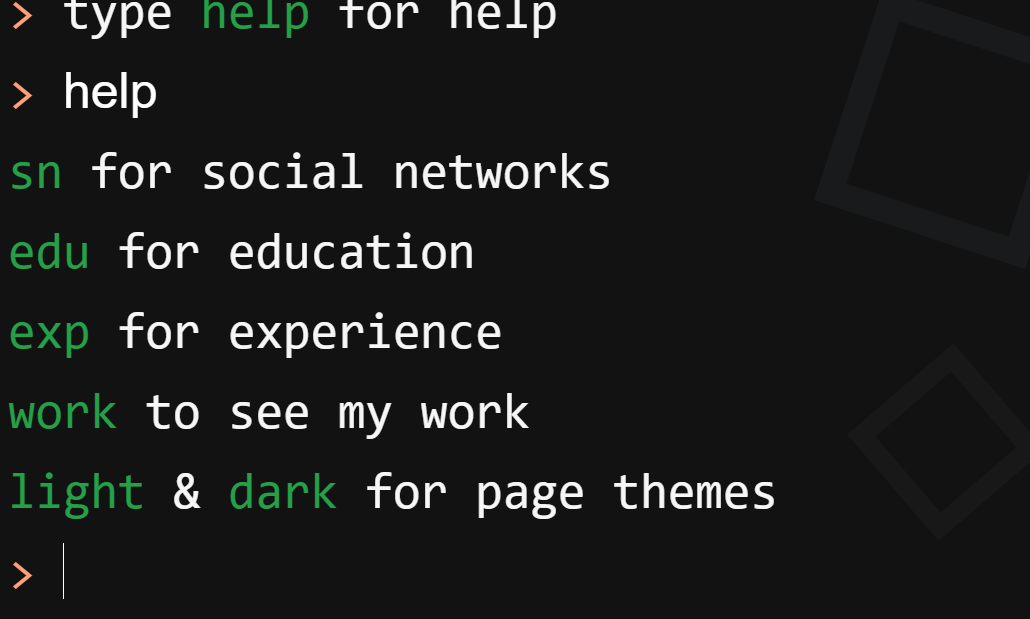 > type help for help
> help
sn for social networks
edu for education
exp for experience
work to see my work
light & dark for page themes
>